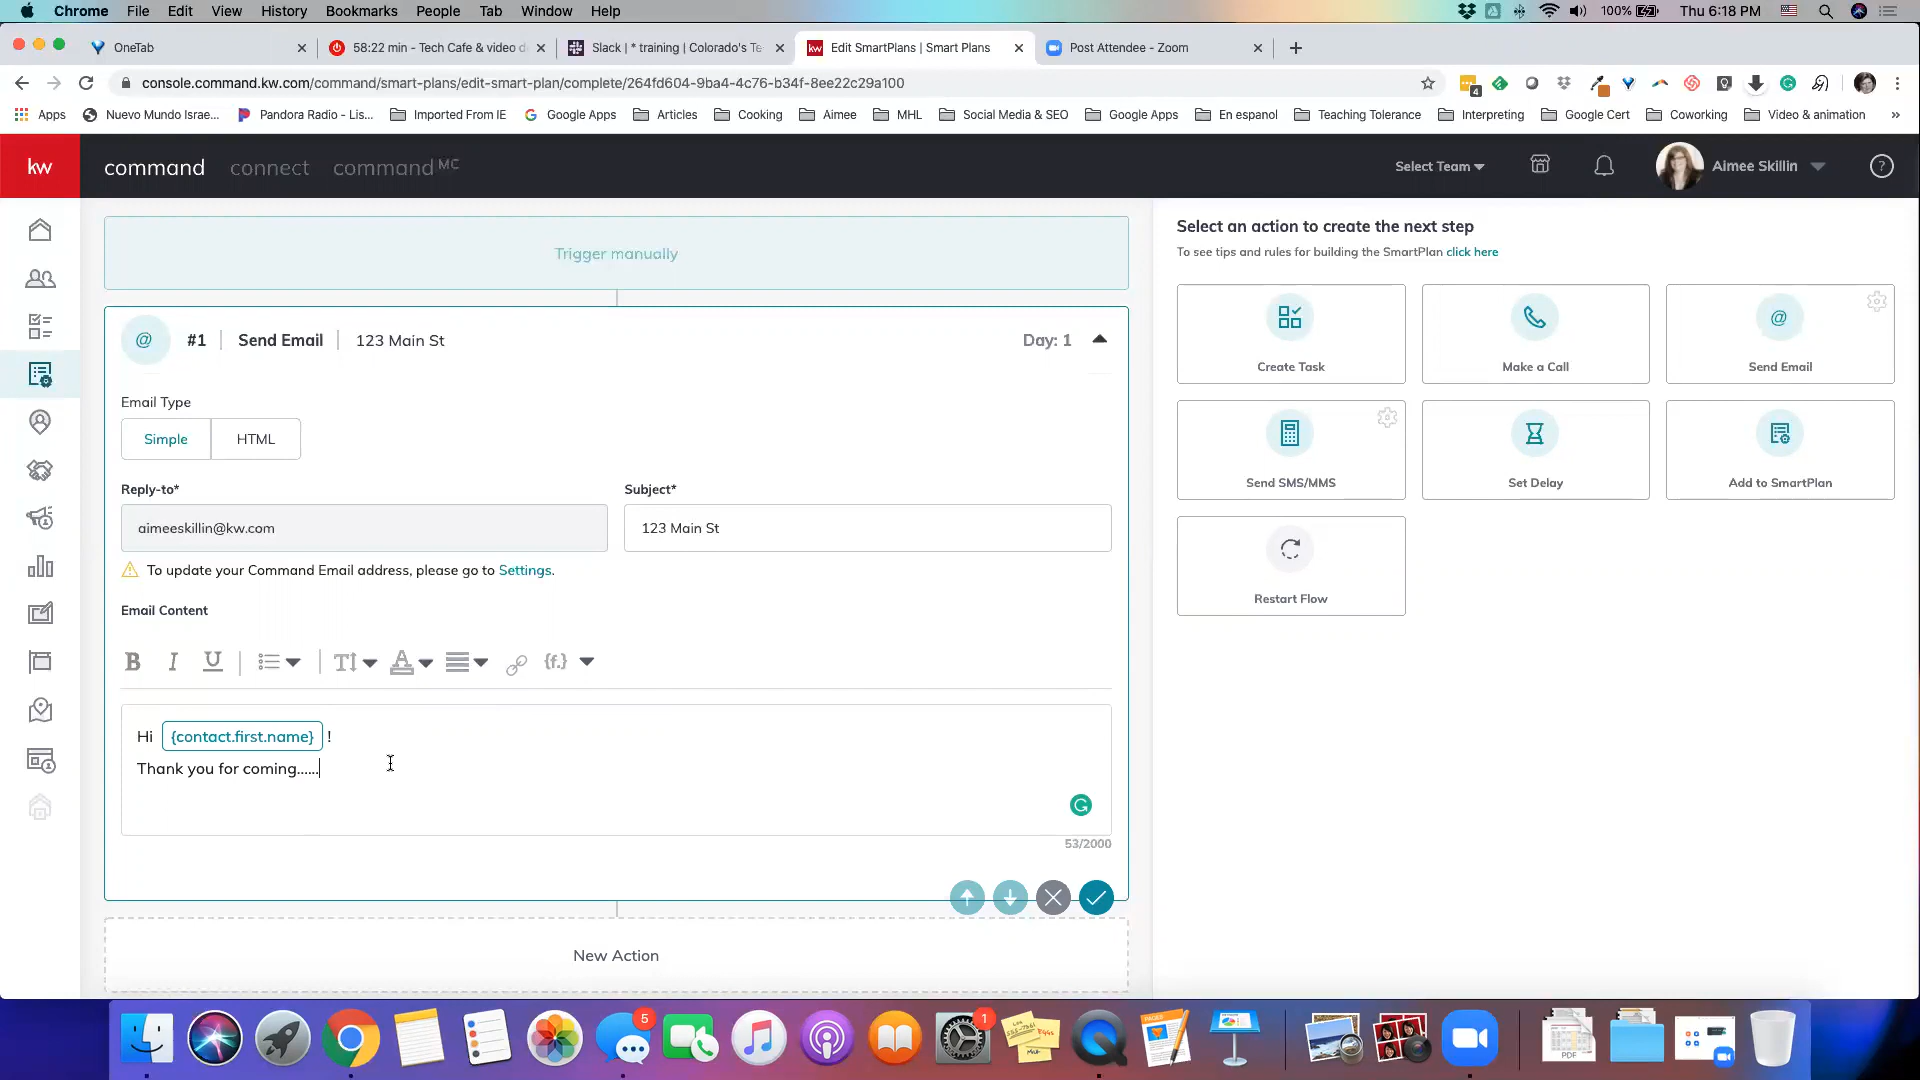 Chrome File Edit View History Bookmarks People Tab Window Help
100% Thu 6:18 PM
OneTab
58:22 min - Tech Cafe & video d
Slack | * training | Colorado's Te
Edit SmartPlans | Smart Plans
Post Attendee - Zoom
console.command.kw.com/command/smart-plans/edit-smart-plan/complete/264fd604-9ba4-4c76-b34f-8ee22c29a100
4
Apps
Nuevo Mundo Israe...
Pandora Radio - Lis...
Imported From IE
Google Apps
Articles
Cooking
Aimee
MHL
Social Media & SEO
Google Apps
En espanol
Teaching Tolerance
Interpreting
Google Cert
Coworking
Video & animation
»
kw
command connect command MC
Select Team
Aimee Skillin
?
Trigger manually
@ #1 Send Email 123 Main St
Day: 1
Email Type
Simple HTML
Reply-to*
aimeeskillin@kw.com
Subject*
123 Main St
To update your Command Email address, please go to Settings.
Email Content
B I U
{f.}
Hi {contact.first.name} !
Thank you for coming......
53/2000
New Action
Select an action to create the next step
To see tips and rules for building the SmartPlan click here
Create Task
Make a Call
@
Send Email
Send SMS/MMS
Set Delay
Add to SmartPlan
Restart Flow
5
1
PAGES
PDF